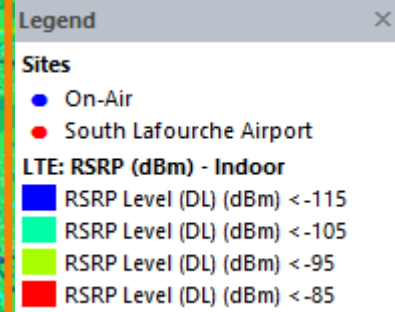 Legend
Sites
On-Air
South Lafourche Airport
LTE: RSRP (dBm) - Indoor
RSRP Level (DL) (dBm) <-115
RSRP Level (DL) (dBm) <-105
RSRP Level (DL) (dBm) <-95
RSRP Level (DL) (dBm) <-85